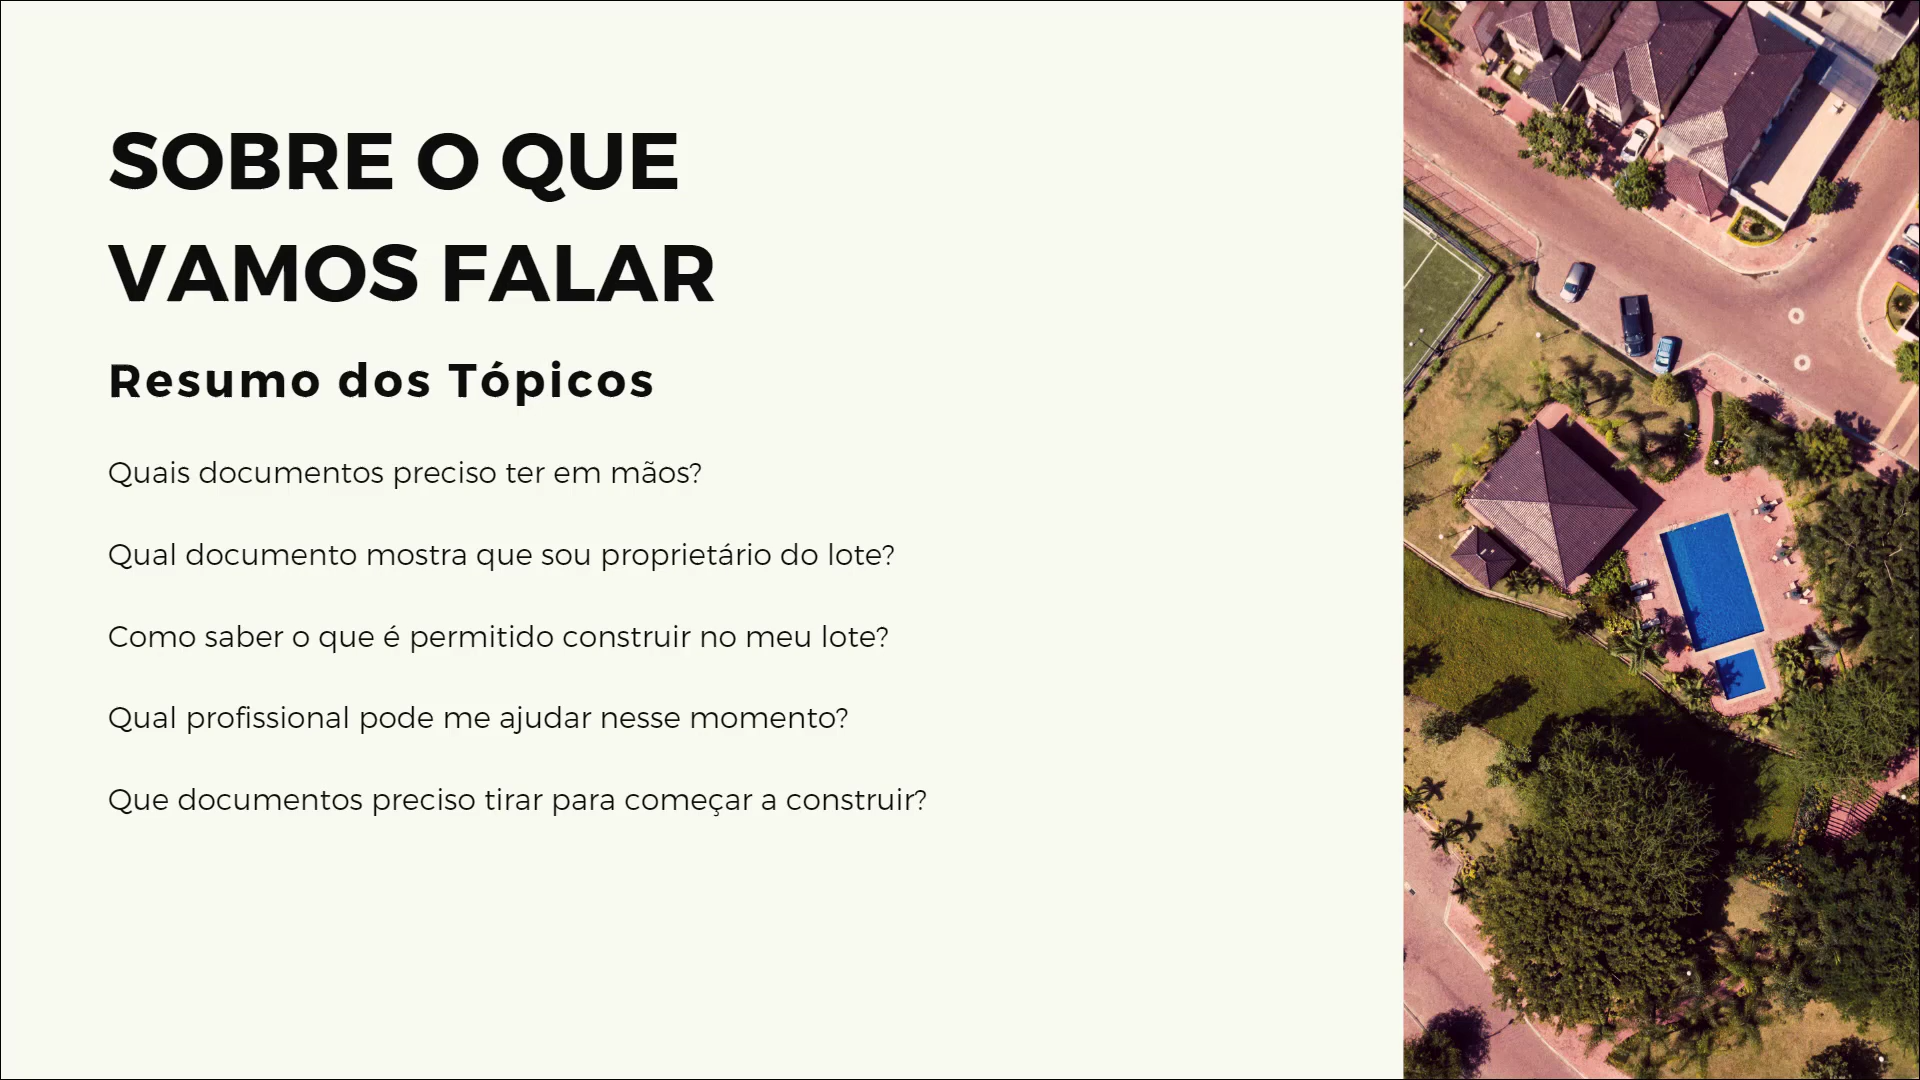 SOBRE O QUE
VAMOS FALAR
Resumo dos Tópicos
Quais documentos preciso ter em mãos?
Qual documento mostra que sou proprietário do lote?
Como saber o que é permitido construir no meu lote?
Qual profissional pode me ajudar nesse momento?
Que documentos preciso tirar para começar a construir?